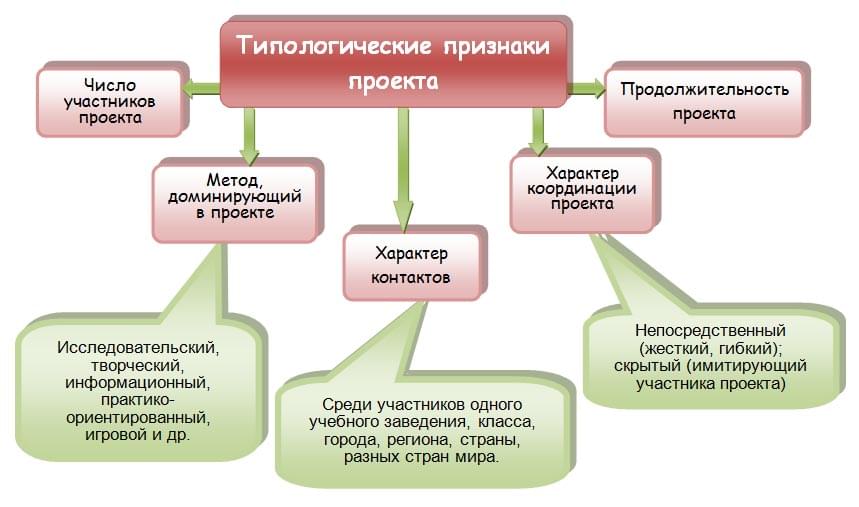 Типологические признаки
проекта
Число
участников
проекта
Продолжительность
проекта
Метод,
доминирующий
в проекте
Характер
координации
проекта
Характер
контактов
Исследовательский,
творческий,
информационный,
практико-
ориентированный,
игровой и др.
Среди участников одного
учебного заведения, класса,
города, региона, страны,
разных стран мира.
Непосредственный
(жесткий, гибкий);
скрытый (имитирующий
участника проекта)